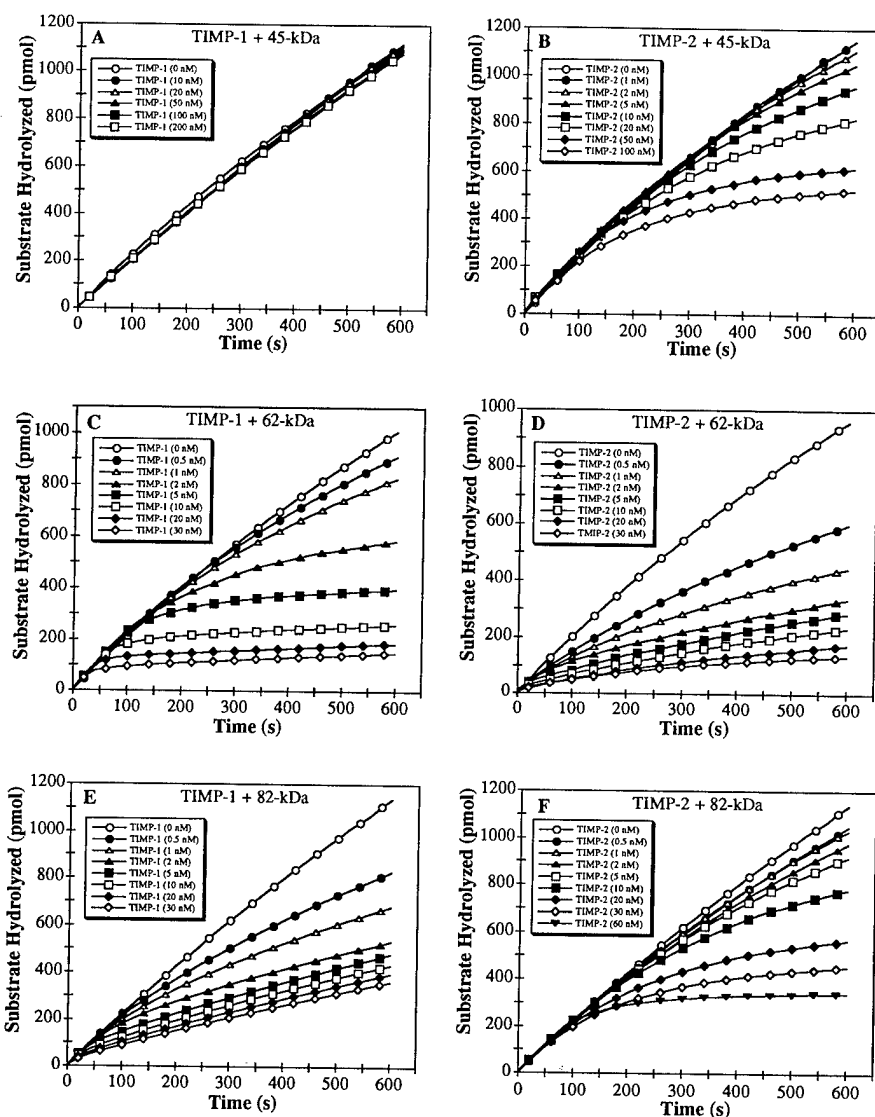 A TIMP-1 + 45-kDa
Substrate Hydrolyzed (pmol)
1200
1000
800
600
400
200
0
TIMP-1 (0 nM)
TIMP-1 (10 nM)
TIMP-1 (20 nM)
TIMP-1 (50 nM)
TIMP-1 (100 nM)
TIMP-1 (200 nM)
0 100 200 300 400 500 600
Time (s)
B TIMP-2 + 45-kDa
Substrate Hydrolyzed (pmol)
1200
1000
800
600
400
200
0
TIMP-2 (0 nM)
TIMP-2 (1 nM)
TIMP-2 (2 nM)
TIMP-2 (5 nM)
TIMP-2 (10 nM)
TIMP-2 (20 nM)
TIMP-2 (50 nM)
TIMP-2 100 nM)
0 100 200 300 400 500 600
Time (s)
C TIMP-1 + 62-kDa
Substrate Hydrolyzed (pmol)
1000
800
600
400
200
0
TIMP-1 (0 nM)
TIMP-1 (0.5 nM)
TIMP-1 (1 nM)
TIMP-1 (2 nM)
TIMP-1 (5 nM)
TIMP-1 (10 nM)
TIMP-1 (20 nM)
TIMP-1 (30 nM)
0 100 200 300 400 500 600
Time (s)
D TIMP-2 + 62-kDa
Substrate Hydrolyzed (pmol)
1000
800
600
400
200
0
TIMP-2 (0 nM)
TIMP-2 (0.5 nM)
TIMP-2 (1 nM)
TIMP-2 (2 nM)
TIMP-2 (5 nM)
TIMP-2 (10 nM)
TIMP-2 (20 nM)
TMIP-2 (30 nM)
0 100 200 300 400 500 600
Time (s)
E TIMP-1 + 82-kDa
Substrate Hydrolyzed (pmol)
1200
1000
800
600
400
200
0
TIMP-1 (0 nM)
TIMP-1 (0.5 nM)
TIMP-1 (1 nM)
TIMP-1 (2 nM)
TIMP-1 (5 nM)
TIMP-1 (10 nM)
TIMP-1 (20 nM)
TIMP-1 (30 nM)
0 100 200 300 400 500 600
Time (s)
F TIMP-2 + 82-kDa
Substrate Hydrolyzed (pmol)
1200
1000
800
600
400
200
0
TIMP-2 (0 nM)
TIMP-2 (0.5 nM)
TIMP-2 (1 nM)
TIMP-2 (2 nM)
TIMP-2 (5 nM)
TIMP-2 (10 nM)
TIMP-2 (20 nM)
TIMP-2 (30 nM)
TIMP-2 (60 nM)
0 100 200 300 400 500 600
Time (s)